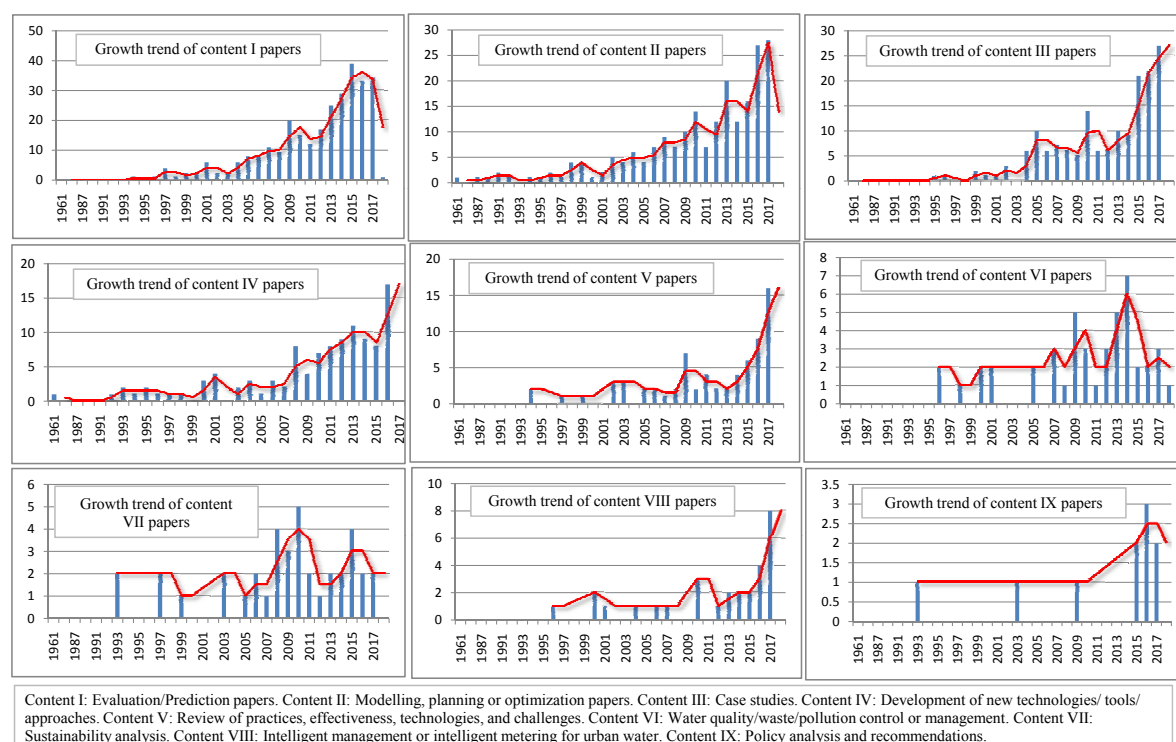 Growth trend of content I papers
50
40
30
20
10
0
1961 1987 1991 1993 1995 1997 1999 2001 2003 2005 2007 2009 2011 2013 2015 2017
Growth trend of content II papers
30
25
20
15
10
5
0
1961 1987 1991 1993 1995 1997 1999 2001 2003 2005 2007 2009 2011 2013 2015 2017
Growth trend of content III papers
30
25
20
15
10
5
0
1961 1987 1991 1993 1995 1997 1999 2001 2003 2005 2007 2009 2011 2013 2015 2017
Growth trend of content IV papers
20
15
10
5
0
1961 1987 1991 1993 1995 1997 1999 2001 2003 2005 2007 2009 2011 2013 2015 2017
Growth trend of content V papers
20
15
10
5
0
1961 1987 1991 1993 1995 1997 1999 2001 2003 2005 2007 2009 2011 2013 2015 2017
Growth trend of content VI papers
8
7
6
5
4
3
2
1
0
1961 1987 1991 1993 1995 1997 1999 2001 2003 2005 2007 2009 2011 2013 2015 2017
Growth trend of content
VII papers
6
5
4
3
2
1
0
1961 1987 1991 1993 1995 1997 1999 2001 2003 2005 2007 2009 2011 2013 2015 2017
Growth trend of content VIII papers
10
8
6
4
2
0
1961 1987 1991 1993 1995 1997 1999 2001 2003 2005 2007 2009 2011 2013 2015 2017
Growth trend of content IX papers
3.5
3
2.5
2
1.5
1
0.5
0
1961 1987 1991 1993 1995 1997 1999 2001 2003 2005 2007 2009 2011 2013 2015 2017
Content I: Evaluation/Prediction papers. Content II: Modelling, planning or optimization papers. Content III: Case studies. Content IV: Development of new technologies/ tools/
approaches. Content V: Review of practices, effectiveness, technologies, and challenges. Content VI: Water quality/waste/pollution control or management. Content VII:
Sustainability analysis. Content VIII: Intelligent management or intelligent metering for urban water. Content IX: Policy analysis and recommendations.